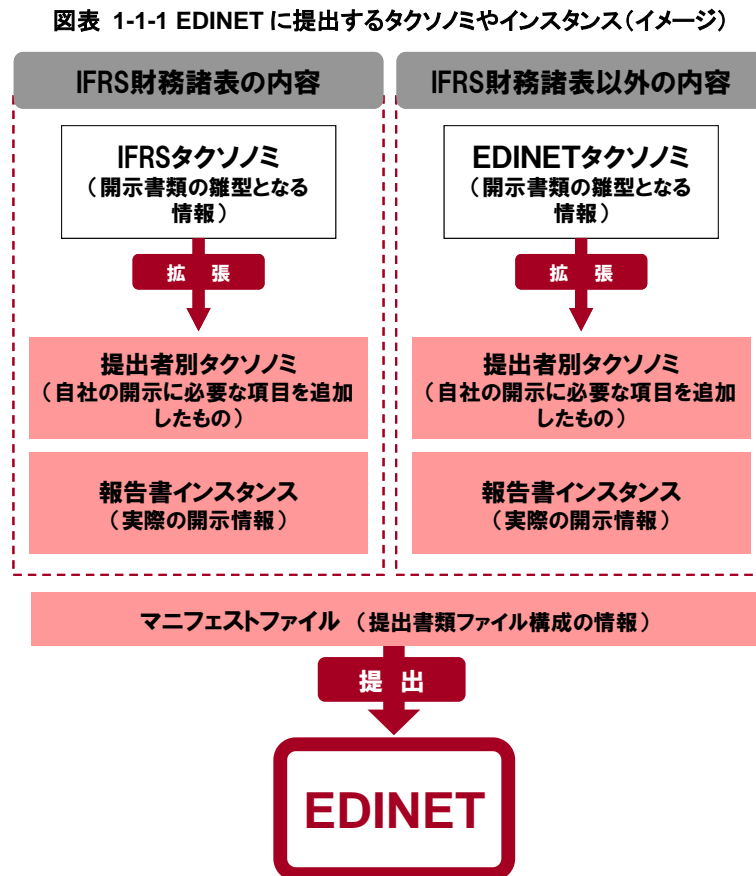 図表 1-1-1 EDINET に提出するタクソノミやインスタンス（イメージ）
IFRS財務諸表の内容
IFRSタクソノミ
（開示書類の雛型となる
情報）
拡 張
提出者別タクソノミ
（自社の開示に必要な項目を追加
したもの）
報告書インスタンス
（実際の開示情報）
IFRS財務諸表以外の内容
EDINETタクソノミ
（開示書類の雛型となる
情報）
拡 張
提出者別タクソノミ
（自社の開示に必要な項目を追加
したもの）
報告書インスタンス
（実際の開示情報）
マニフェストファイル （提出書類ファイル構成の情報）
提 出
EDINET